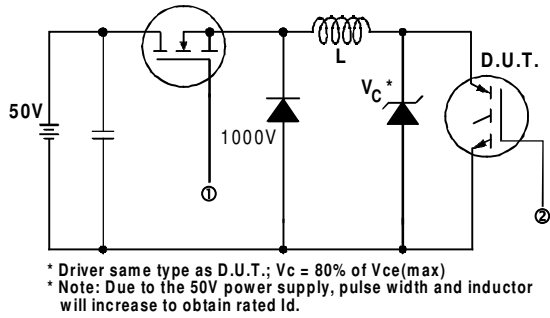 L
D.U.T.
V C *
50V
1000V
①
②
* Driver same type as D.U.T.; Vc = 80% of Vce(max)
* Note: Due to the 50V power supply, pulse width and inductor
will increase to obtain rated Id.